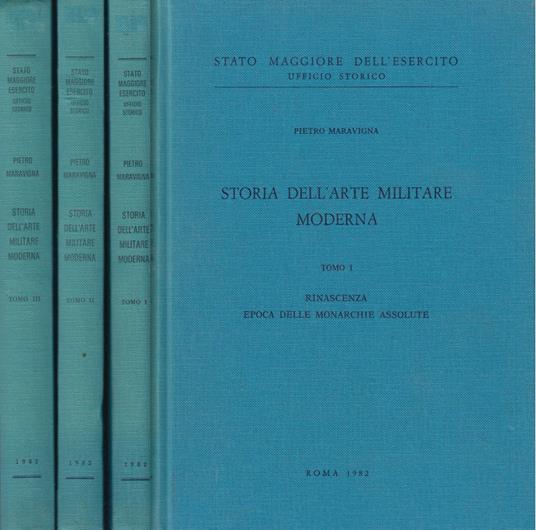 STATO
MAGGIORE
ESERCITO
UFFICIO
STORICO
PIETRO
MARAVIGNA
STORIA
DELL'ARTE
MILITARE
MODERNA
TOMO III
1982
STATO
MAGGIORE
ESERCITO
UFFICIO
STORICO
PIETRO
MARAVIGNA
STORIA
DELL'ARTE
MILITARE
MODERNA
TOMO II
1982
STATO
MAGGIORE
ESERCITO
UFFICIO
STORICO
PIETRO
MARAVIGNA
STORIA
DELL'ARTE
MILITARE
MODERNA
TOMO I
1982
STATO MAGGIORE DELL'ESERCITO
UFFICIO STORICO
PIETRO MARAVIGNA
STORIA DELL'ARTE MILITARE
MODERNA
TOMO I
RINASCENZA
EPOCA DELLE MONARCHIE ASSOLUTE
ROMA 1982